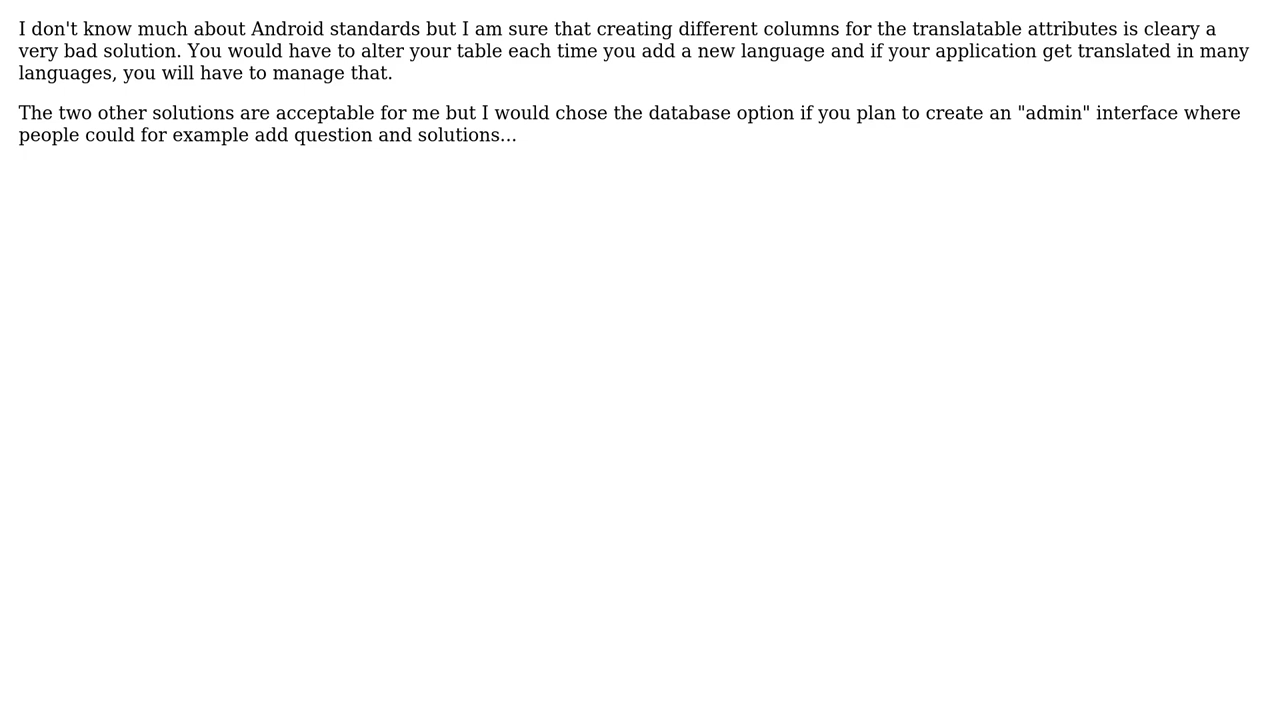 I don't know much about Android standards but I am sure that creating different columns for the translatable attributes is cleary a
very bad solution. You would have to alter your table each time you add a new language and if your application get translated in many
languages, you will have to manage that.
The two other solutions are acceptable for me but I would chose the database option if you plan to create an "admin" interface where
people could for example add question and solutions...